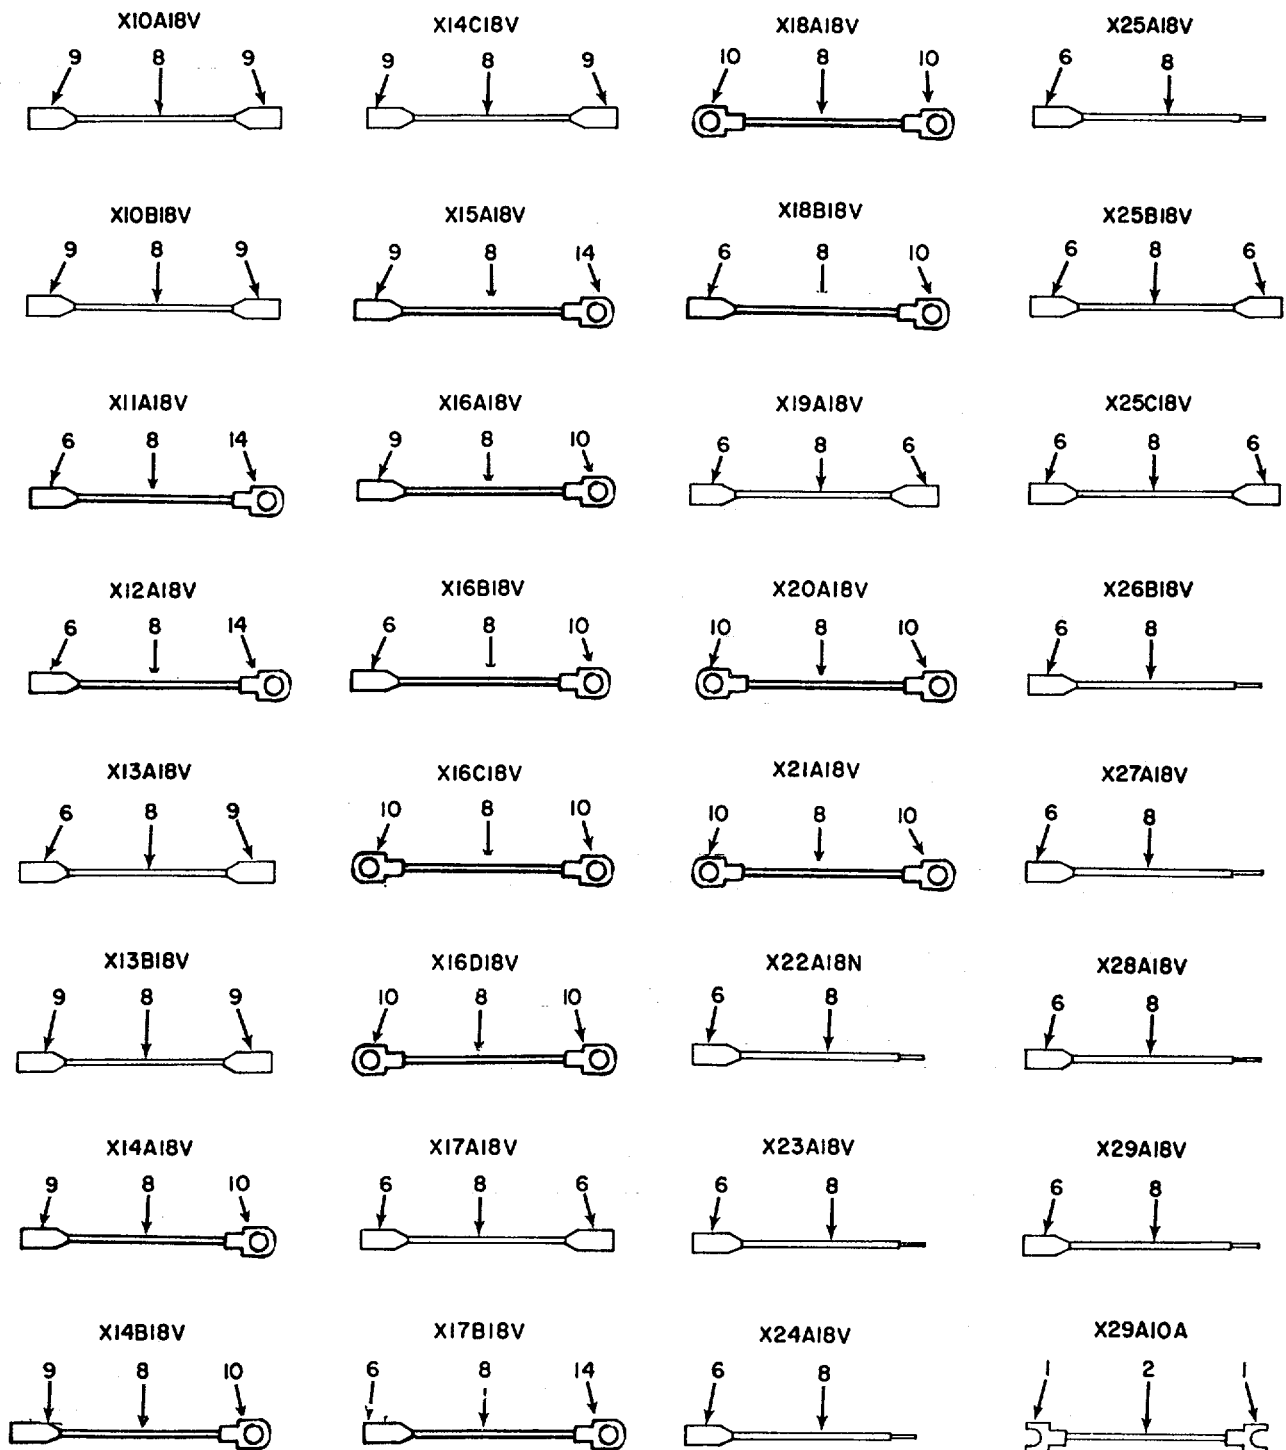 X10A18V X14C18V X18A18V X25A18V
9 8 9 9 8 9 10 8 10 6 8
X10B18V X15A18V X18B18V X25B18V
9 8 9 9 8 14 6 8 10 6 8 6
X11A18V X16A18V X19A18V X25C18V
6 8 14 9 8 10 6 8 6 6 8 6
X12A18V X16B18V X20A18V X26B18V
6 8 14 6 8 10 10 8 10 6 8
X13A18V X16C18V X21A18V X27A18V
6 8 9 10 8 10 10 8 10 6 8
X13B18V X16D18V X22A18N X28A18V
9 8 9 10 8 10 6 8 6 8
X14A18V X17A18V X23A18V X29A18V
9 8 10 6 8 6 6 8 6 8
X14B18V X17B18V X24A18V X29A10A
9 8 10 6 8 14 6 8 1 2 1